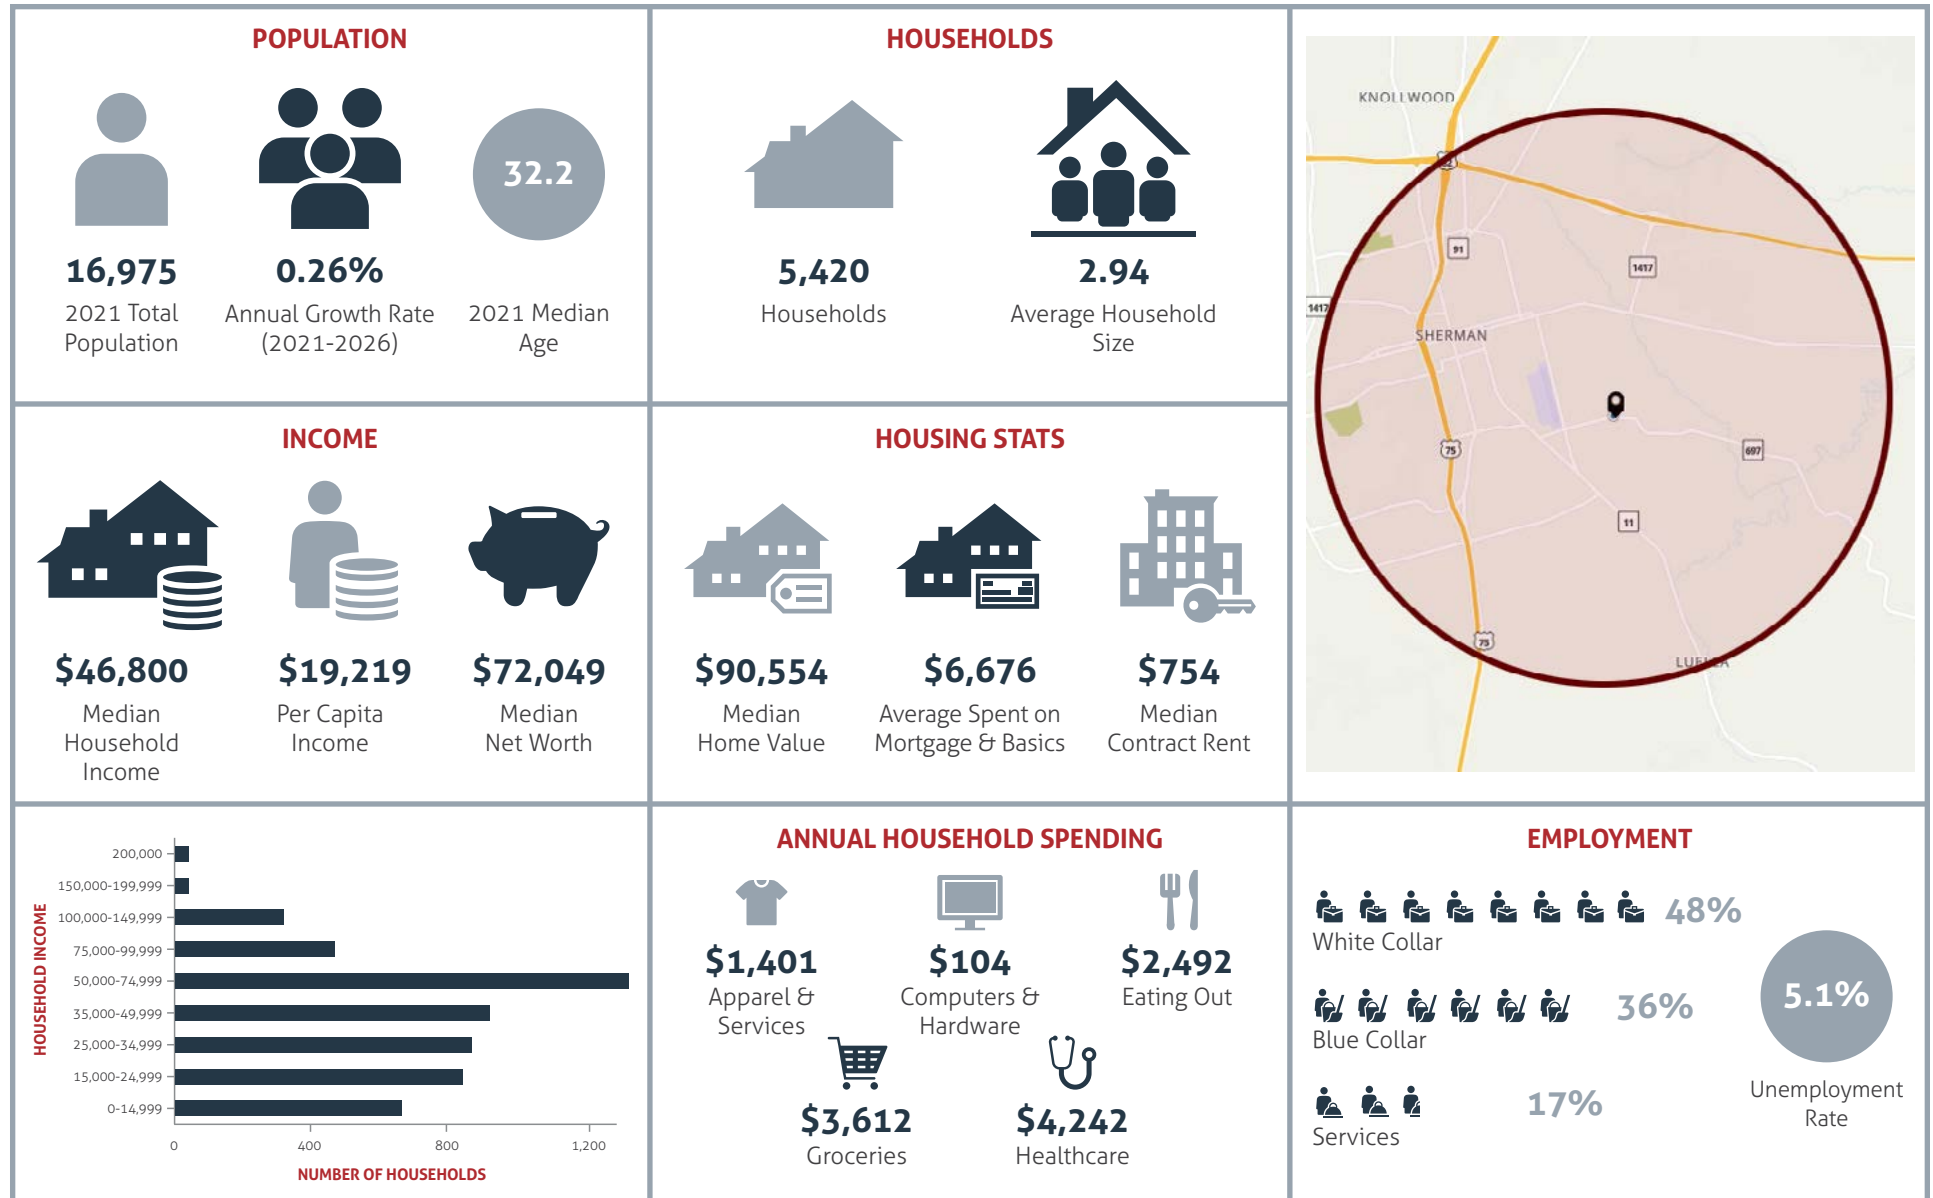 POPULATION
32.2
16,975
0.26%
2021 Total
Population
Annual Growth Rate
(2021-2026)
2021 Median
Age
HOUSEHOLDS
5,420
2.94
Households
Average Household
Size
KNOLLWOOD
91
1417
1417
SHERMAN
75
697
11
75
INCOME
$46,800
$19,219
$72,049
Median
Household
Income
Per Capita
Income
Median
Net Worth
HOUSING STATS
$90,554
$6,676
$754
Median
Home Value
Average Spent on
Mortgage & Basics
Median
Contract Rent
HOUSEHOLD INCOME
200,000
150,000-199,999
100,000-149,999
75,000-99,999
50,000-74,999
35,000-49,999
25,000-34,999
15,000-24,999
0-14,999
0
400
800
1,200
NUMBER OF HOUSEHOLDS
ANNUAL HOUSEHOLD SPENDING
$1,401
$104
$2,492
Apparel &
Services
Computers &
Hardware
Eating Out
$3,612
$4,242
Groceries
Healthcare
EMPLOYMENT
48%
White Collar
36%
Blue Collar
17%
Services
5.1%
Unemployment
Rate